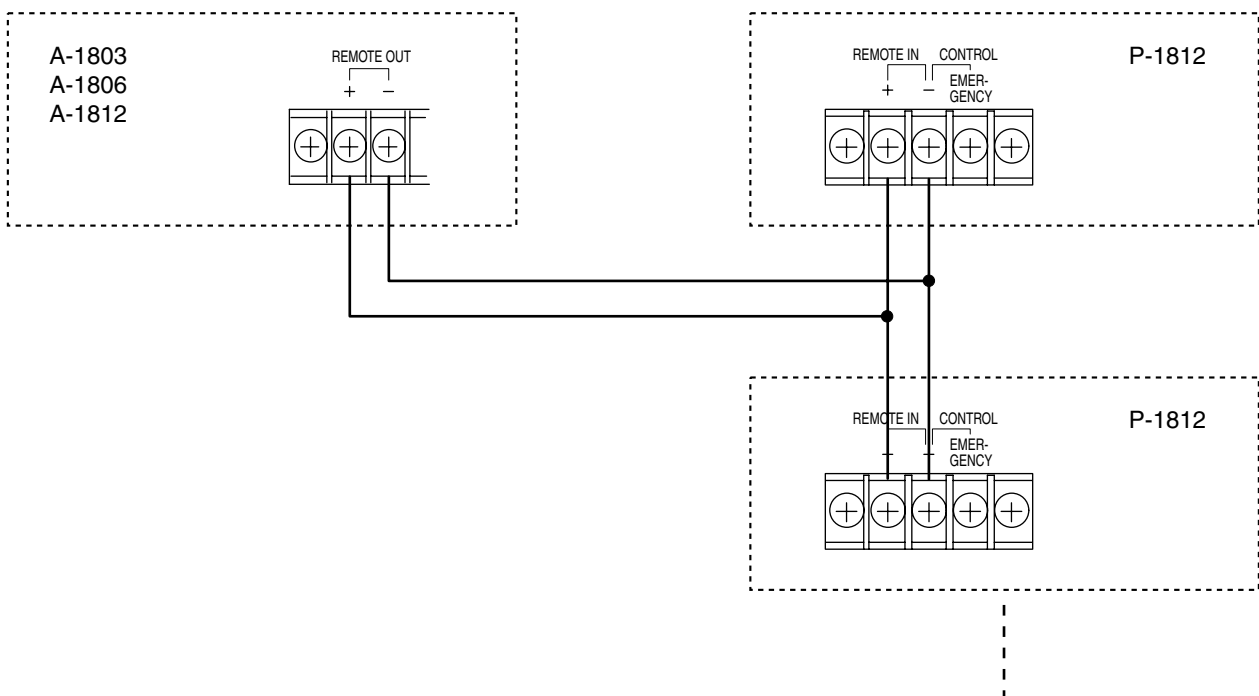 A-1803
A-1806
A-1812
REMOTE OUT
+ −
P-1812
REMOTE IN CONTROL
+ − EMER-
GENCY
P-1812
REMOTE IN CONTROL
+ − EMER-
GENCY